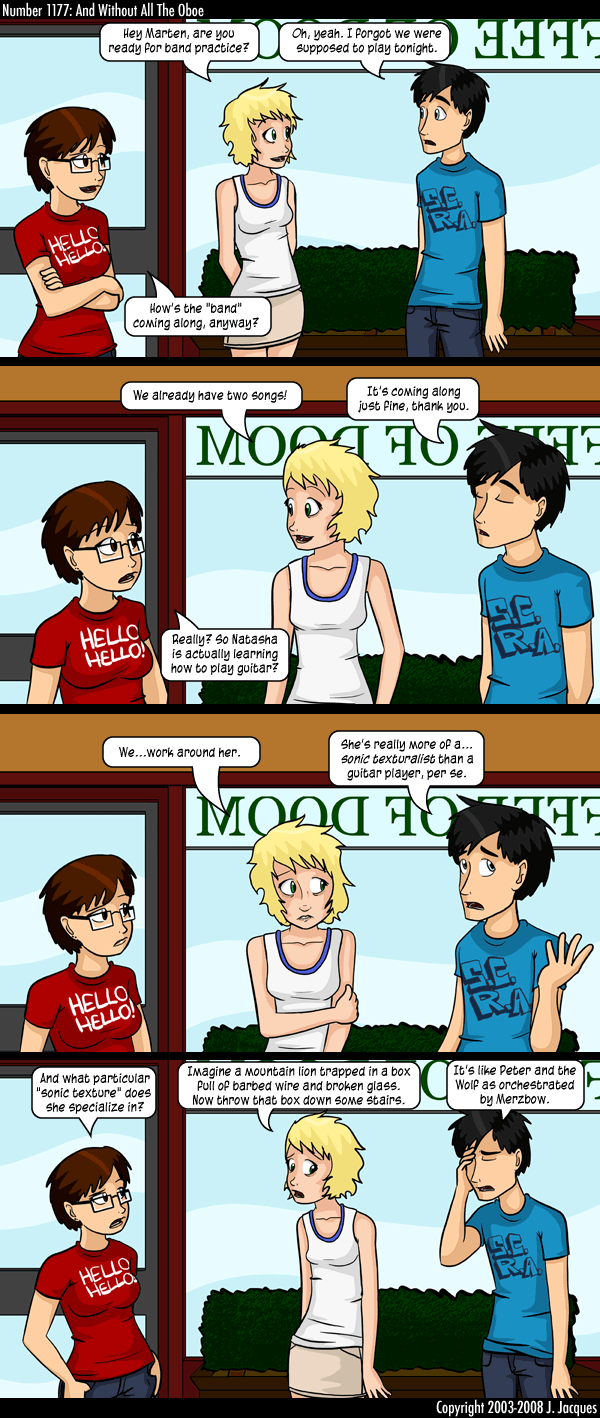 Number 1177: And Without All The Oboe
Hey Marten, are you
ready for band practice?
Oh, yeah. I forgot we were
supposed to play tonight.
HELLO
HELLO!
S.C.
R.A.
How's the "band"
coming along, anyway?
We already have two songs!
It's coming along
just fine, thank you.
FEE OF DOOM
HELLO
HELLO!
S.C.
R.A.
Really? So Natasha
is actually learning
how to play guitar?
We...work around her.
She's really more of a...
sonic texturalist than a
guitar player, per se.
FEE OF DOOM
HELLO
HELLO!
S.C.
R.A.
And what particular
"sonic texture" does
she specialize in?
Imagine a mountain lion trapped in a box
full of barbed wire and broken glass.
Now throw that box down some stairs.
It's like Peter and the
Wolf as orchestrated
by Merzbow.
HELLO
HELLO!
S.C.
R.A.
Copyright 2003-2008 J. Jacques